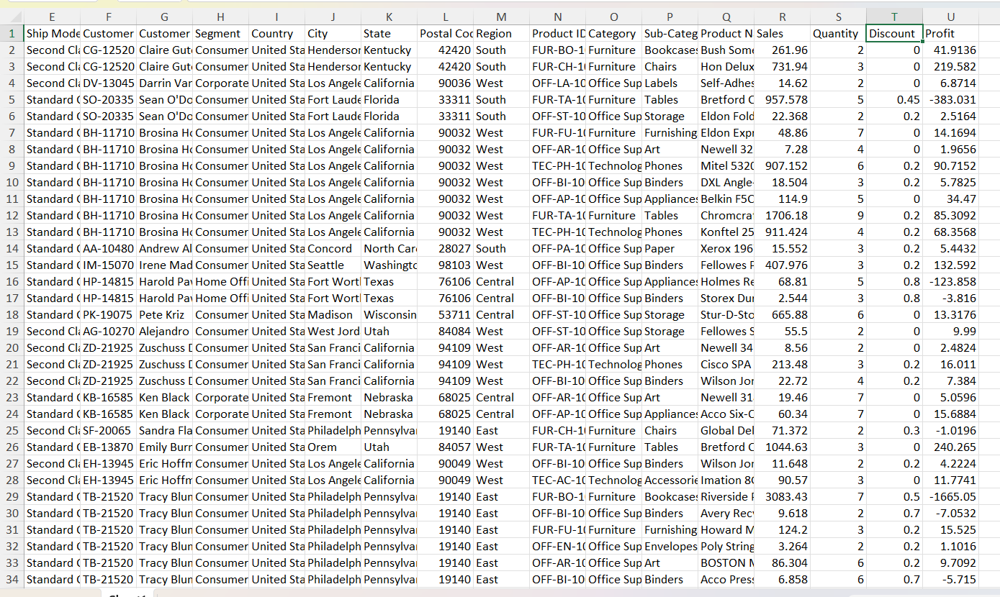 E F G H I J K L M N O P Q R S T U
1 Ship Mode Customer Customer Segment Country City State Postal Coc Region Product ID Category Sub-Categ Product N Sales Quantity Discount Profit
2 Second Cla CG-12520 Claire Gut Consumer United Sta Henderson Kentucky 42420 South FUR-BO-1 Furniture Bookcases Bush Some 261.96 2 0 41.9136
3 Second Cla CG-12520 Claire Gut Consumer United Sta Henderson Kentucky 42420 South FUR-CH-1 Furniture Chairs Hon Delux 731.94 3 0 219.582
4 Second Cla DV-13045 Darrin Van Corporate United Sta Los Angele California 90036 West OFF-LA-10 Office Sup Labels Self-Adhes 14.62 2 0 6.8714
5 Standard SO-20335 Sean O'Do Consumer United Sta Fort Laude Florida 33311 South FUR-TA-1 Furniture Tables Bretford C 957.578 5 0.45 -383.031
6 Standard SO-20335 Sean O'Do Consumer United Sta Fort Laude Florida 33311 South OFF-ST-10 Office Sup Storage Eldon Fold 22.368 2 0.2 2.5164
7 Standard BH-11710 Brosina Ho Consumer United Sta Los Angele California 90032 West FUR-FU-1 Furniture Furnishing Eldon Expr 48.86 7 0 14.1694
8 Standard BH-11710 Brosina Ho Consumer United Sta Los Angele California 90032 West OFF-AR-10 Office Sup Art Newell 32 7.28 4 0 1.9656
9 Standard BH-11710 Brosina Ho Consumer United Sta Los Angele California 90032 West TEC-PH-10 Technolog Phones Mitel 5320 907.152 6 0.2 90.7152
10 Standard BH-11710 Brosina Ho Consumer United Sta Los Angele California 90032 West OFF-BI-10 Office Sup Binders DXL Angle- 18.504 3 0.2 5.7825
11 Standard BH-11710 Brosina Ho Consumer United Sta Los Angele California 90032 West OFF-AP-10 Office Sup Appliances Belkin F5C 114.9 5 0 34.47
12 Standard BH-11710 Brosina Ho Consumer United Sta Los Angele California 90032 West FUR-TA-1 Furniture Tables Chromcra 1706.18 9 0.2 85.3092
13 Standard BH-11710 Brosina Ho Consumer United Sta Los Angele California 90032 West TEC-PH-10 Technolog Phones Konftel 25 911.424 4 0.2 68.3568
14 Standard AA-10480 Andrew Al Consumer United Sta Concord North Car 28027 South OFF-PA-10 Office Sup Paper Xerox 196 15.552 3 0.2 5.4432
15 Standard IM-15070 Irene Mad Consumer United Sta Seattle Washingto 98103 West OFF-BI-10 Office Sup Binders Fellowes P 407.976 3 0.2 132.592
16 Standard HP-14815 Harold Pav Home Offi United Sta Fort Wort Texas 76106 Central OFF-AP-10 Office Sup Appliances Holmes Re 68.81 5 0.8 -123.858
17 Standard HP-14815 Harold Pav Home Offi United Sta Fort Wort Texas 76106 Central OFF-BI-10 Office Sup Binders Storex Dur 2.544 3 0.8 -3.816
18 Standard PK-19075 Pete Kriz Consumer United Sta Madison Wisconsin 53711 Central OFF-ST-10 Office Sup Storage Stur-D-Sto 665.88 6 0 13.3176
19 Second Cla AG-10270 Alejandro Consumer United Sta West Jord Utah 84084 West OFF-ST-10 Office Sup Storage Fellowes S 55.5 2 0 9.99
20 Second Cla ZD-21925 Zuschuss D Consumer United Sta San Franci California 94109 West OFF-AR-10 Office Sup Art Newell 34 8.56 2 0 2.4824
21 Second Cla ZD-21925 Zuschuss D Consumer United Sta San Franci California 94109 West TEC-PH-10 Technolog Phones Cisco SPA 213.48 3 0.2 16.011
22 Second Cla ZD-21925 Zuschuss D Consumer United Sta San Franci California 94109 West OFF-BI-10 Office Sup Binders Wilson Jor 22.72 4 0.2 7.384
23 Standard KB-16585 Ken Black Corporate United Sta Fremont Nebraska 68025 Central OFF-AR-10 Office Sup Art Newell 31 19.46 7 0 5.0596
24 Standard KB-16585 Ken Black Corporate United Sta Fremont Nebraska 68025 Central OFF-AP-10 Office Sup Appliances Acco Six-C 60.34 7 0 15.6884
25 Second Cla SF-20065 Sandra Fla Consumer United Sta Philadelph Pennsylva 19140 East FUR-CH-1 Furniture Chairs Global Del 71.372 2 0.3 -1.0196
26 Standard EB-13870 Emily Burn Consumer United Sta Orem Utah 84057 West FUR-TA-1 Furniture Tables Bretford C 1044.63 3 0 240.265
27 Second Cla EH-13945 Eric Hoffm Consumer United Sta Los Angele California 90049 West OFF-BI-10 Office Sup Binders Wilson Jor 11.648 2 0.2 4.2224
28 Second Cla EH-13945 Eric Hoffm Consumer United Sta Los Angele California 90049 West TEC-AC-10 Technolog Accessorie Imation 8G 90.57 3 0 11.7741
29 Standard TB-21520 Tracy Blum Consumer United Sta Philadelph Pennsylva 19140 East FUR-BO-1 Furniture Bookcases Riverside P 3083.43 7 0.5 -1665.05
30 Standard TB-21520 Tracy Blum Consumer United Sta Philadelph Pennsylva 19140 East OFF-BI-10 Office Sup Binders Avery Recy 9.618 2 0.7 -7.0532
31 Standard TB-21520 Tracy Blum Consumer United Sta Philadelph Pennsylva 19140 East FUR-FU-1 Furniture Furnishing Howard M 124.2 3 0.2 15.525
32 Standard TB-21520 Tracy Blum Consumer United Sta Philadelph Pennsylva 19140 East OFF-EN-10 Office Sup Envelopes Poly String 3.264 2 0.2 1.1016
33 Standard TB-21520 Tracy Blum Consumer United Sta Philadelph Pennsylva 19140 East OFF-AR-10 Office Sup Art BOSTON M 86.304 6 0.2 9.7092
34 Standard TB-21520 Tracy Blum Consumer United Sta Philadelph Pennsylva 19140 East OFF-BI-10 Office Sup Binders Acco Press 6.858 6 0.7 -5.715